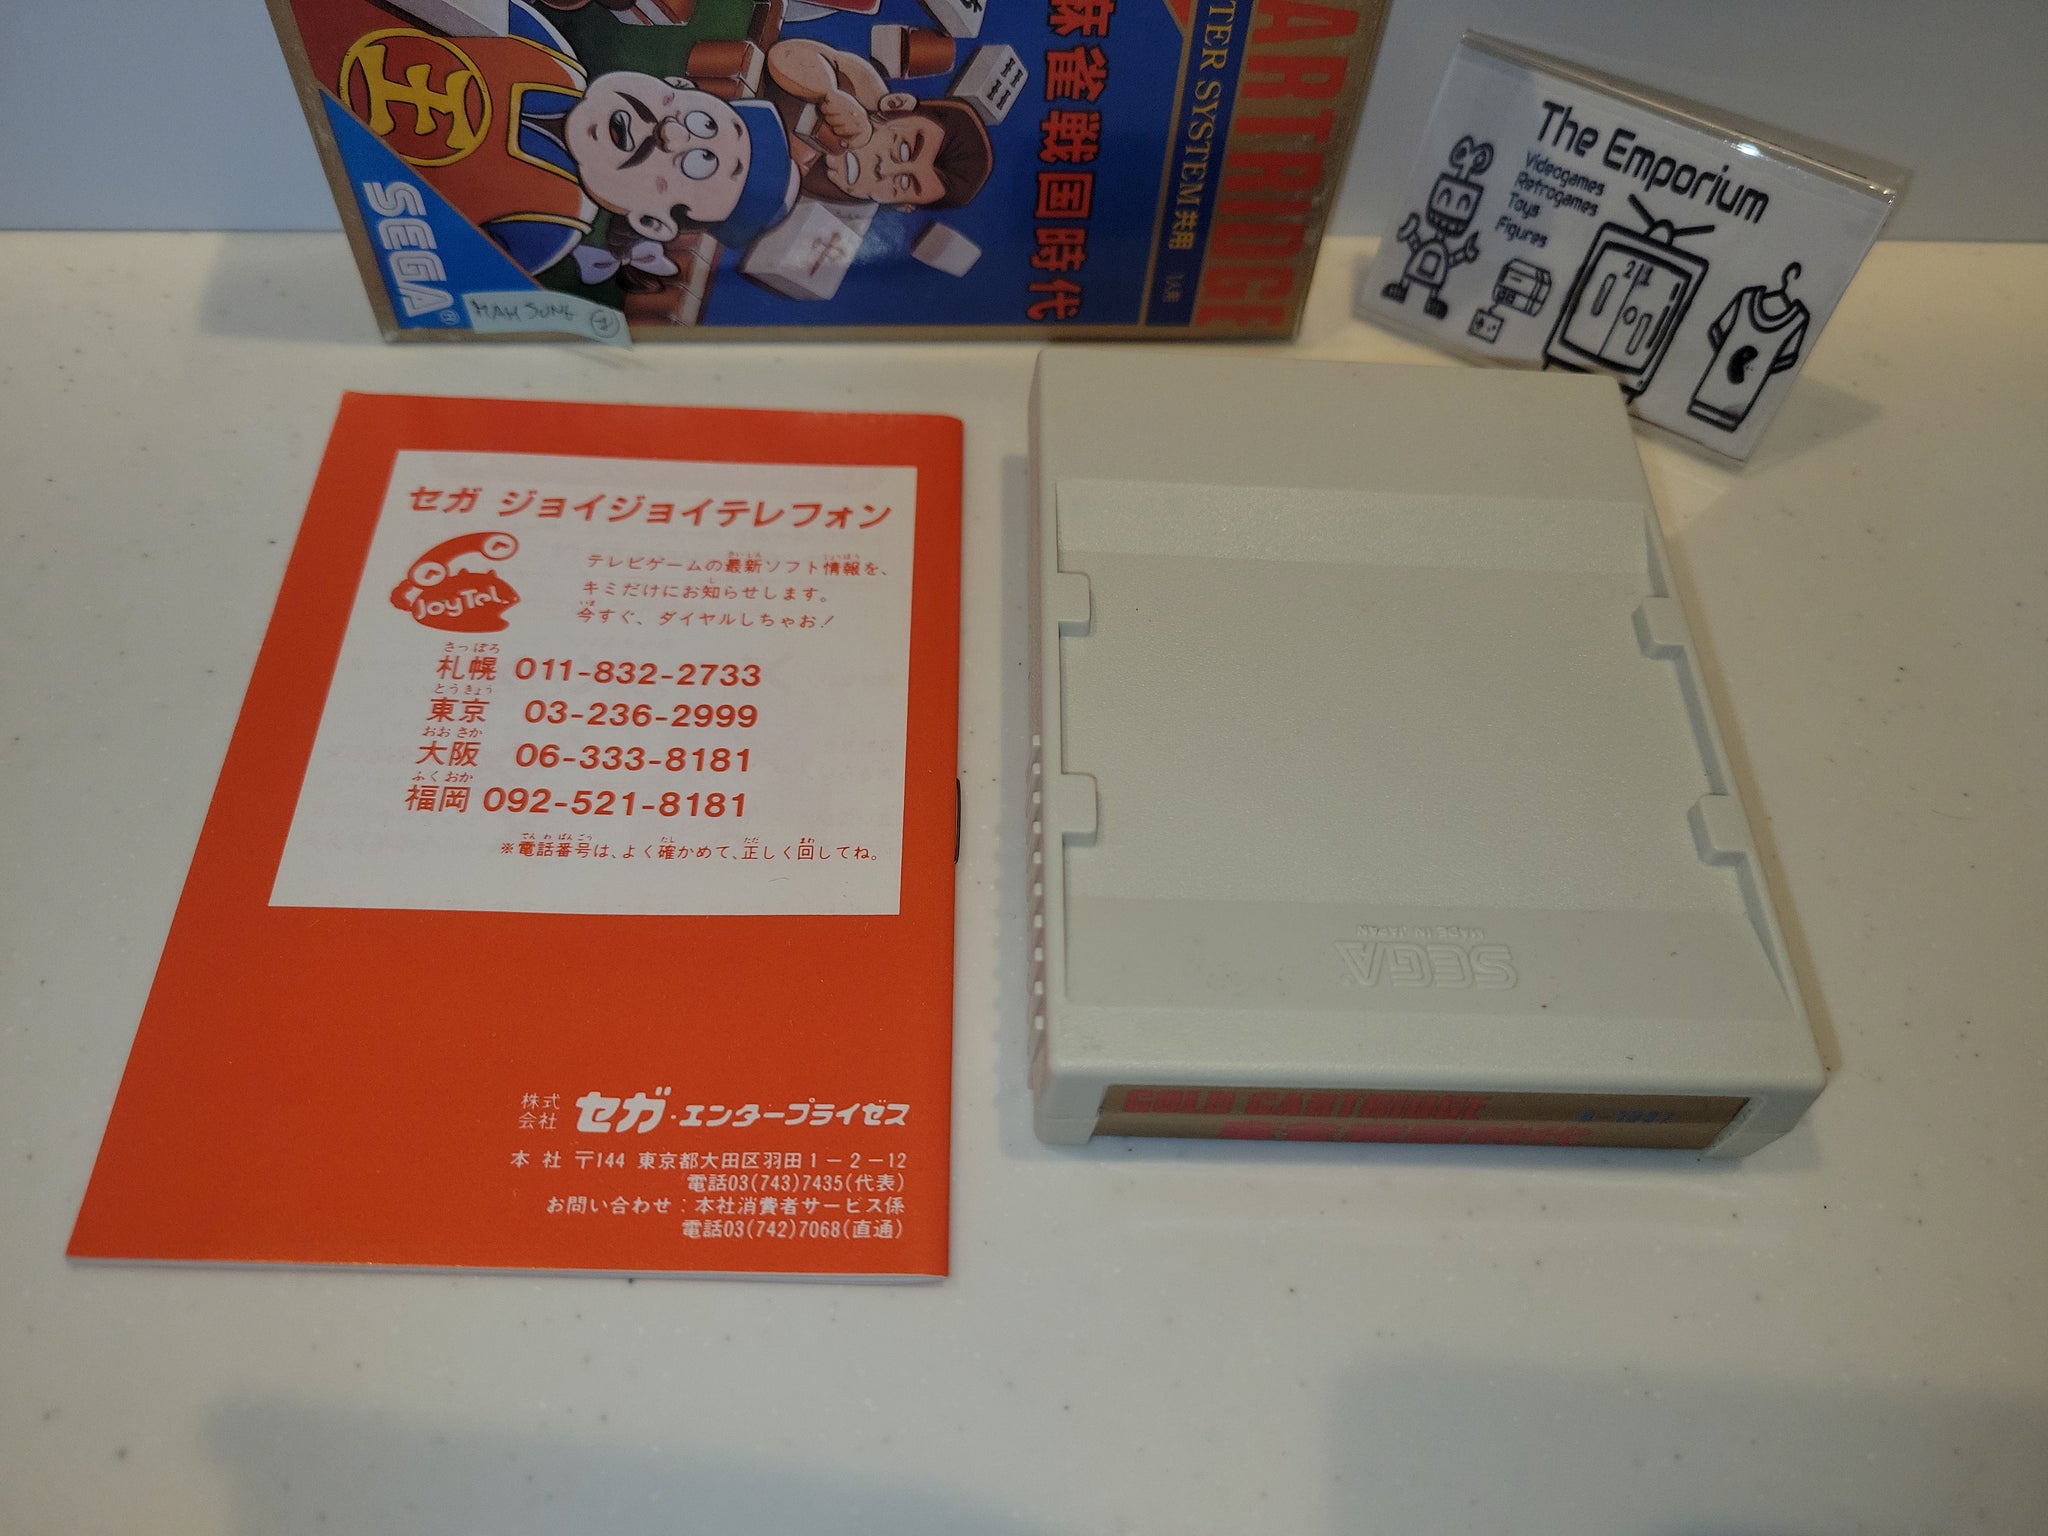 ARTRIDGE
TER SYSTEM共用
麻雀戦国時代
王
SEGA®
MAH JONG
The Emporium
Videogames
Retrogames
Toys
Figures
セガ ジョイジョイテレフォン
JoyTel
テレビゲームの最新ソフト情報を、
キミだけにお知らせします。
今すぐ、ダイヤルしちゃお!
札幌 011-832-2733
東京 03-236-2999
大阪 06-333-8181
福岡 092-521-8181
※電話番号は、よく確かめて、正しく回してね。
株式会社 セガ・エンタープライゼス
本社 〒144 東京都大田区羽田1-2-12
電話03(743)7435(代表)
お問い合わせ:本社消費者サービス係
電話03(742)7068(直通)
MADE IN JAPAN
SEGA
GOLD CARTRIDGE